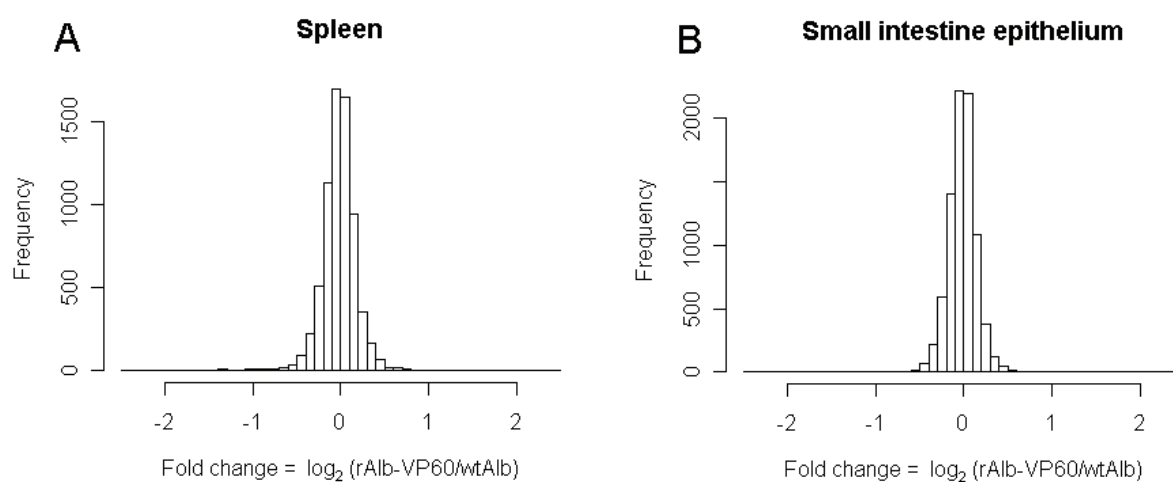 A
Spleen
Frequency
0
500
1000
1500
-2
-1
0
1
2
Fold change = log₂ (rAlb-VP60/wtAlb)
B
Small intestine epithelium
Frequency
0
500
1000
2000
-2
-1
0
1
2
Fold change = log₂ (rAlb-VP60/wtAlb)